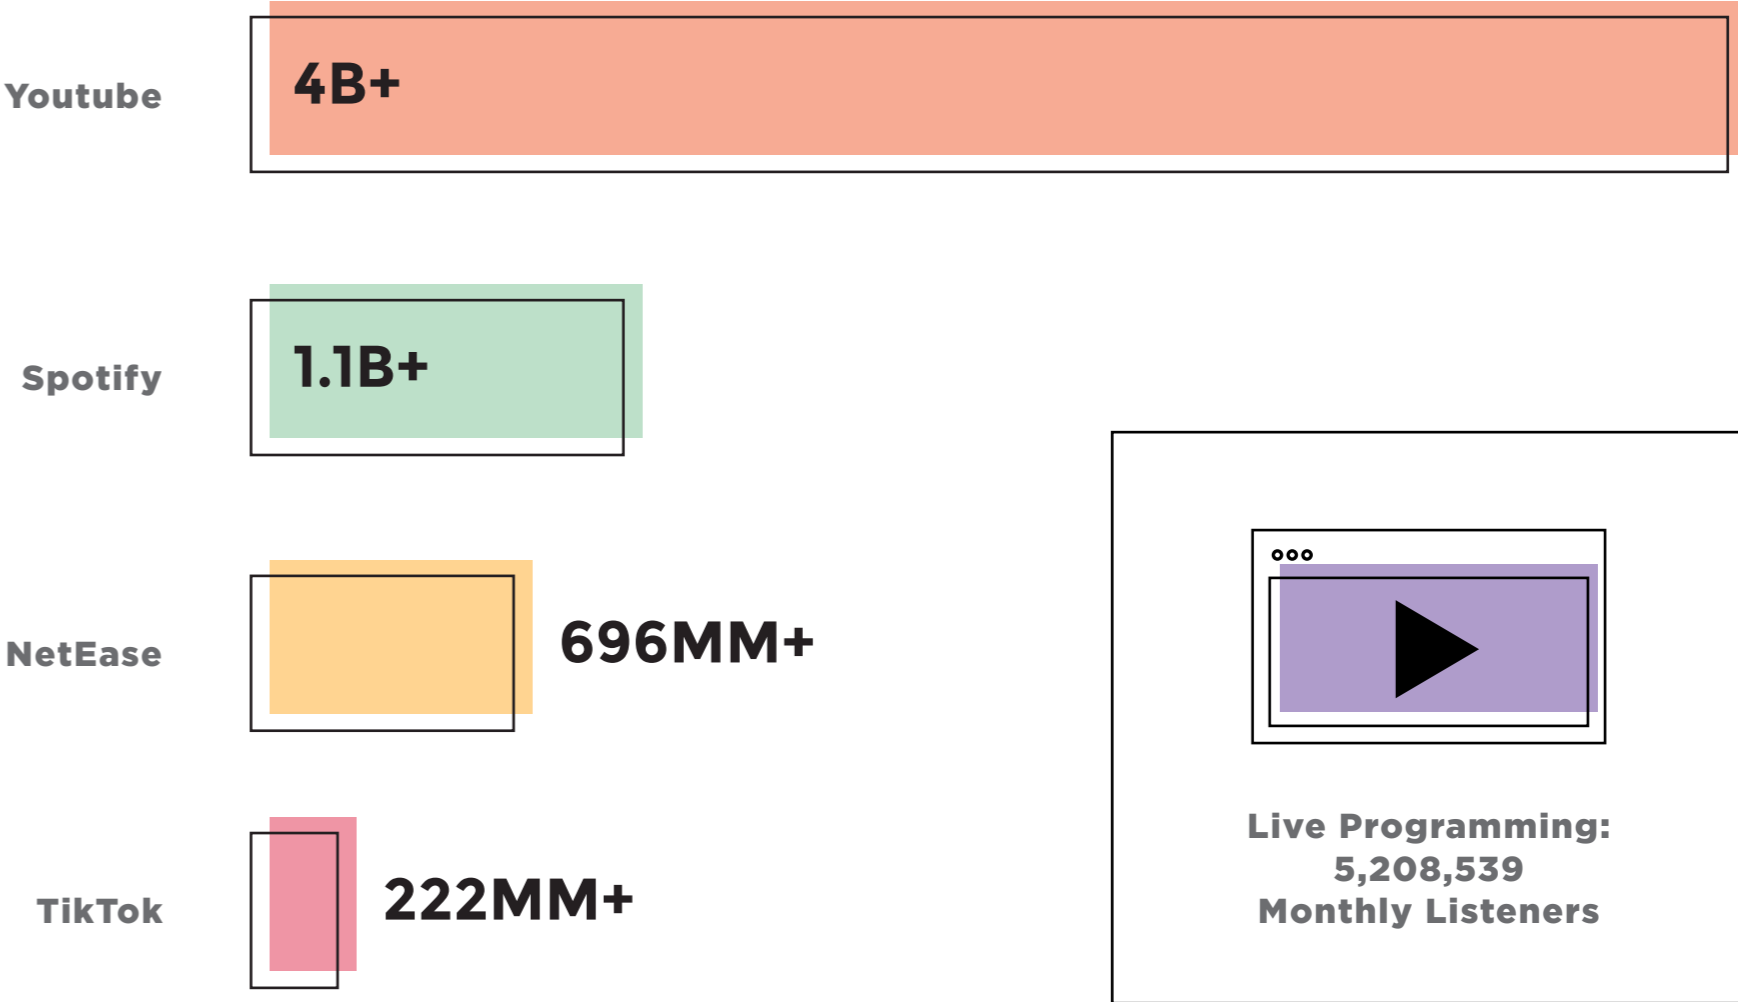 Youtube
4B+
Spotify
1.1B+
NetEase
696MM+
TikTok
222MM+
Live Programming:
5,208,539
Monthly Listeners